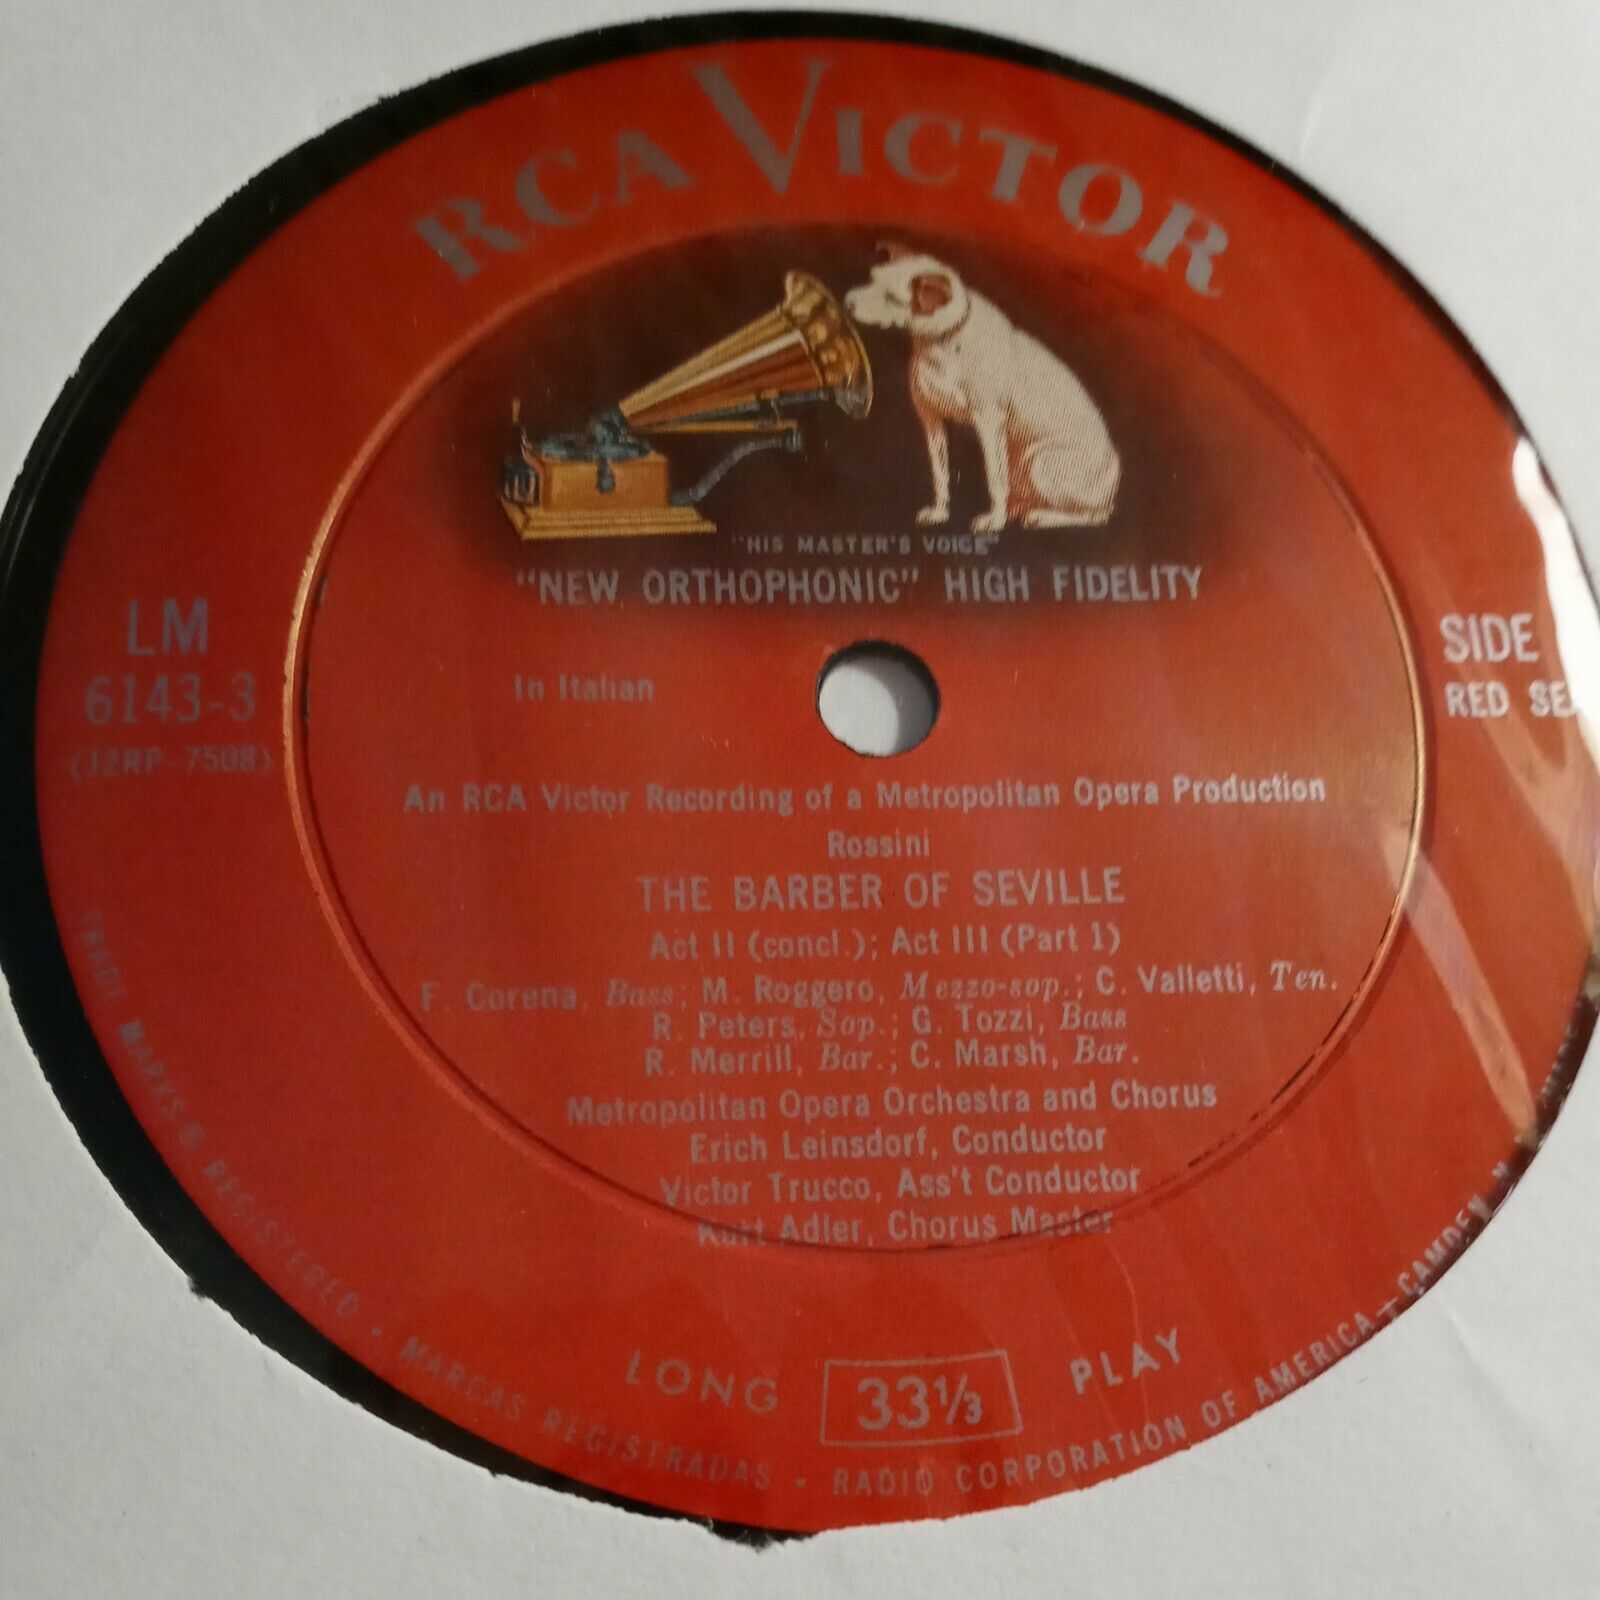 RCA VICTOR
"HIS MASTER'S VOICE"
"NEW ORTHOPHONIC" HIGH FIDELITY
LM
6143-3
(J2RP-7508)
In Italian
SIDE
RED SE
An RCA Victor Recording of a Metropolitan Opera Production
Rossini
THE BARBER OF SEVILLE
Act II (concl.); Act III (Part 1)
F. Corena, Bass; M. Roggero, Mezzo-sop.; C. Valletti, Ten.
R. Peters, Sop.; G. Tozzi, Bass
R. Merrill, Bar.; C. Marsh, Bar.
Metropolitan Opera Orchestra and Chorus
Erich Leinsdorf, Conductor
Victor Trucco, Ass't Conductor
Kurt Adler, Chorus Master
LONG 33⅓ PLAY
TRADE MARKS ® REGISTERED • MARCAS REGISTRADAS • RADIO CORPORATION OF AMERICA—CAMDEN, N.